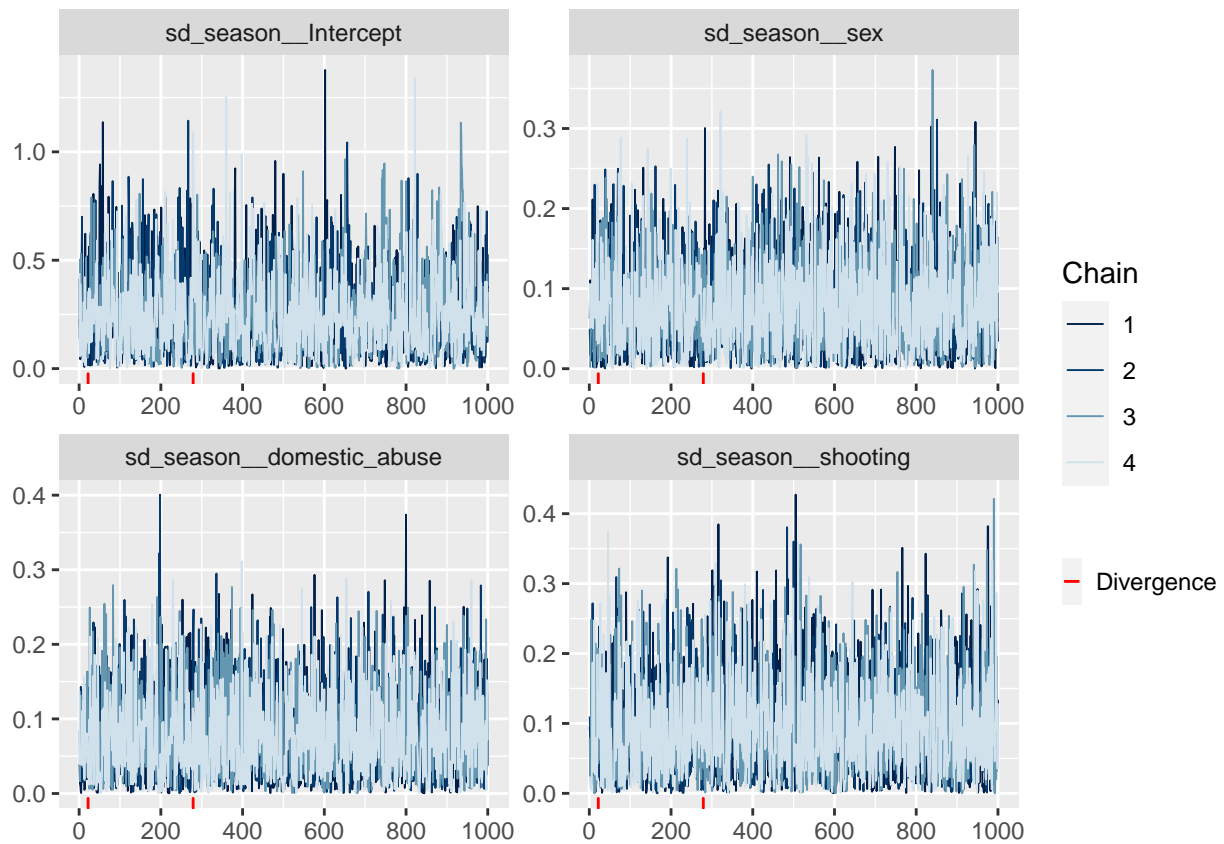 sd_season__Intercept
sd_season__sex
1.0
0.5
0.0
0.3
0.2
0.1
0.0
0 200 400 600 800 1000
0 200 400 600 800 1000
sd_season__domestic_abuse
sd_season__shooting
0.4
0.3
0.2
0.1
0.0
0.4
0.3
0.2
0.1
0.0
0 200 400 600 800 1000
0 200 400 600 800 1000
Chain
1
2
3
4
Divergence